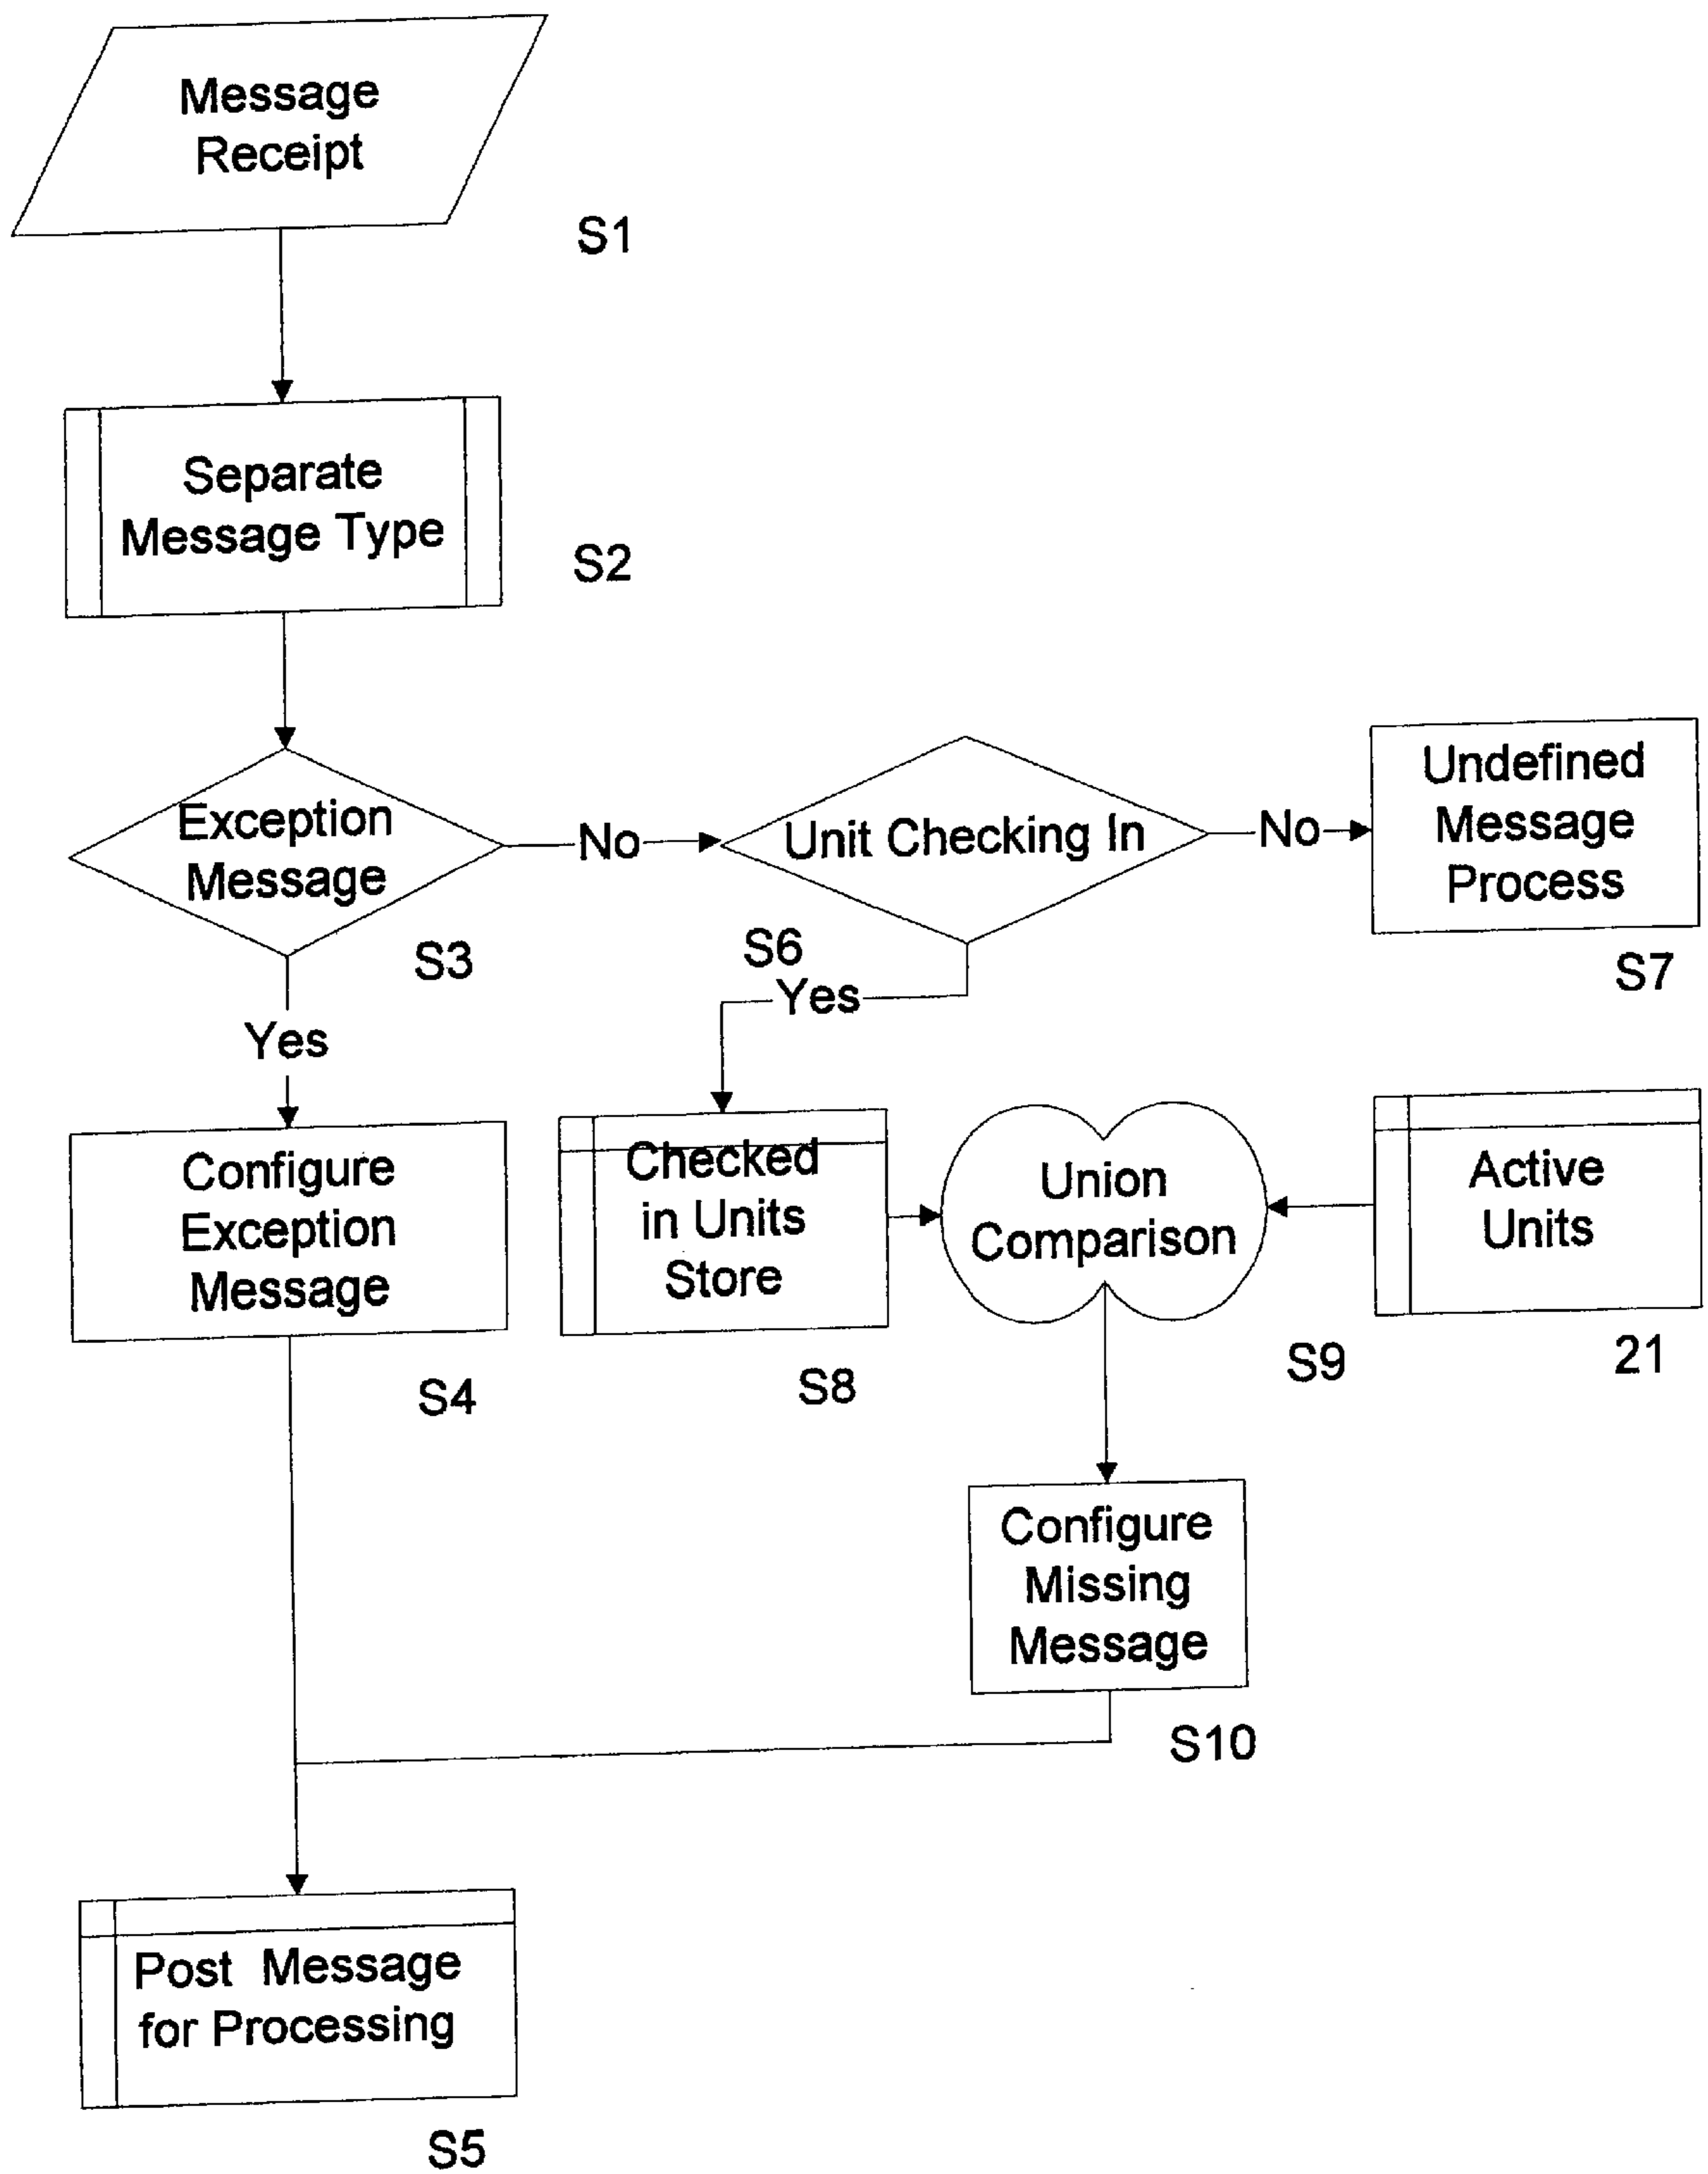 Message
Receipt
S1
Separate
Message Type
S2
Exception
Message
S3
No
Unit Checking In
S6
No
Undefined
Message
Process
S7
Yes
Yes
Configure
Exception
Message
S4
Checked
in Units
Store
S8
Union
Comparison
S9
Active
Units
21
Configure
Missing
Message
S10
Post Message
for Processing
S5